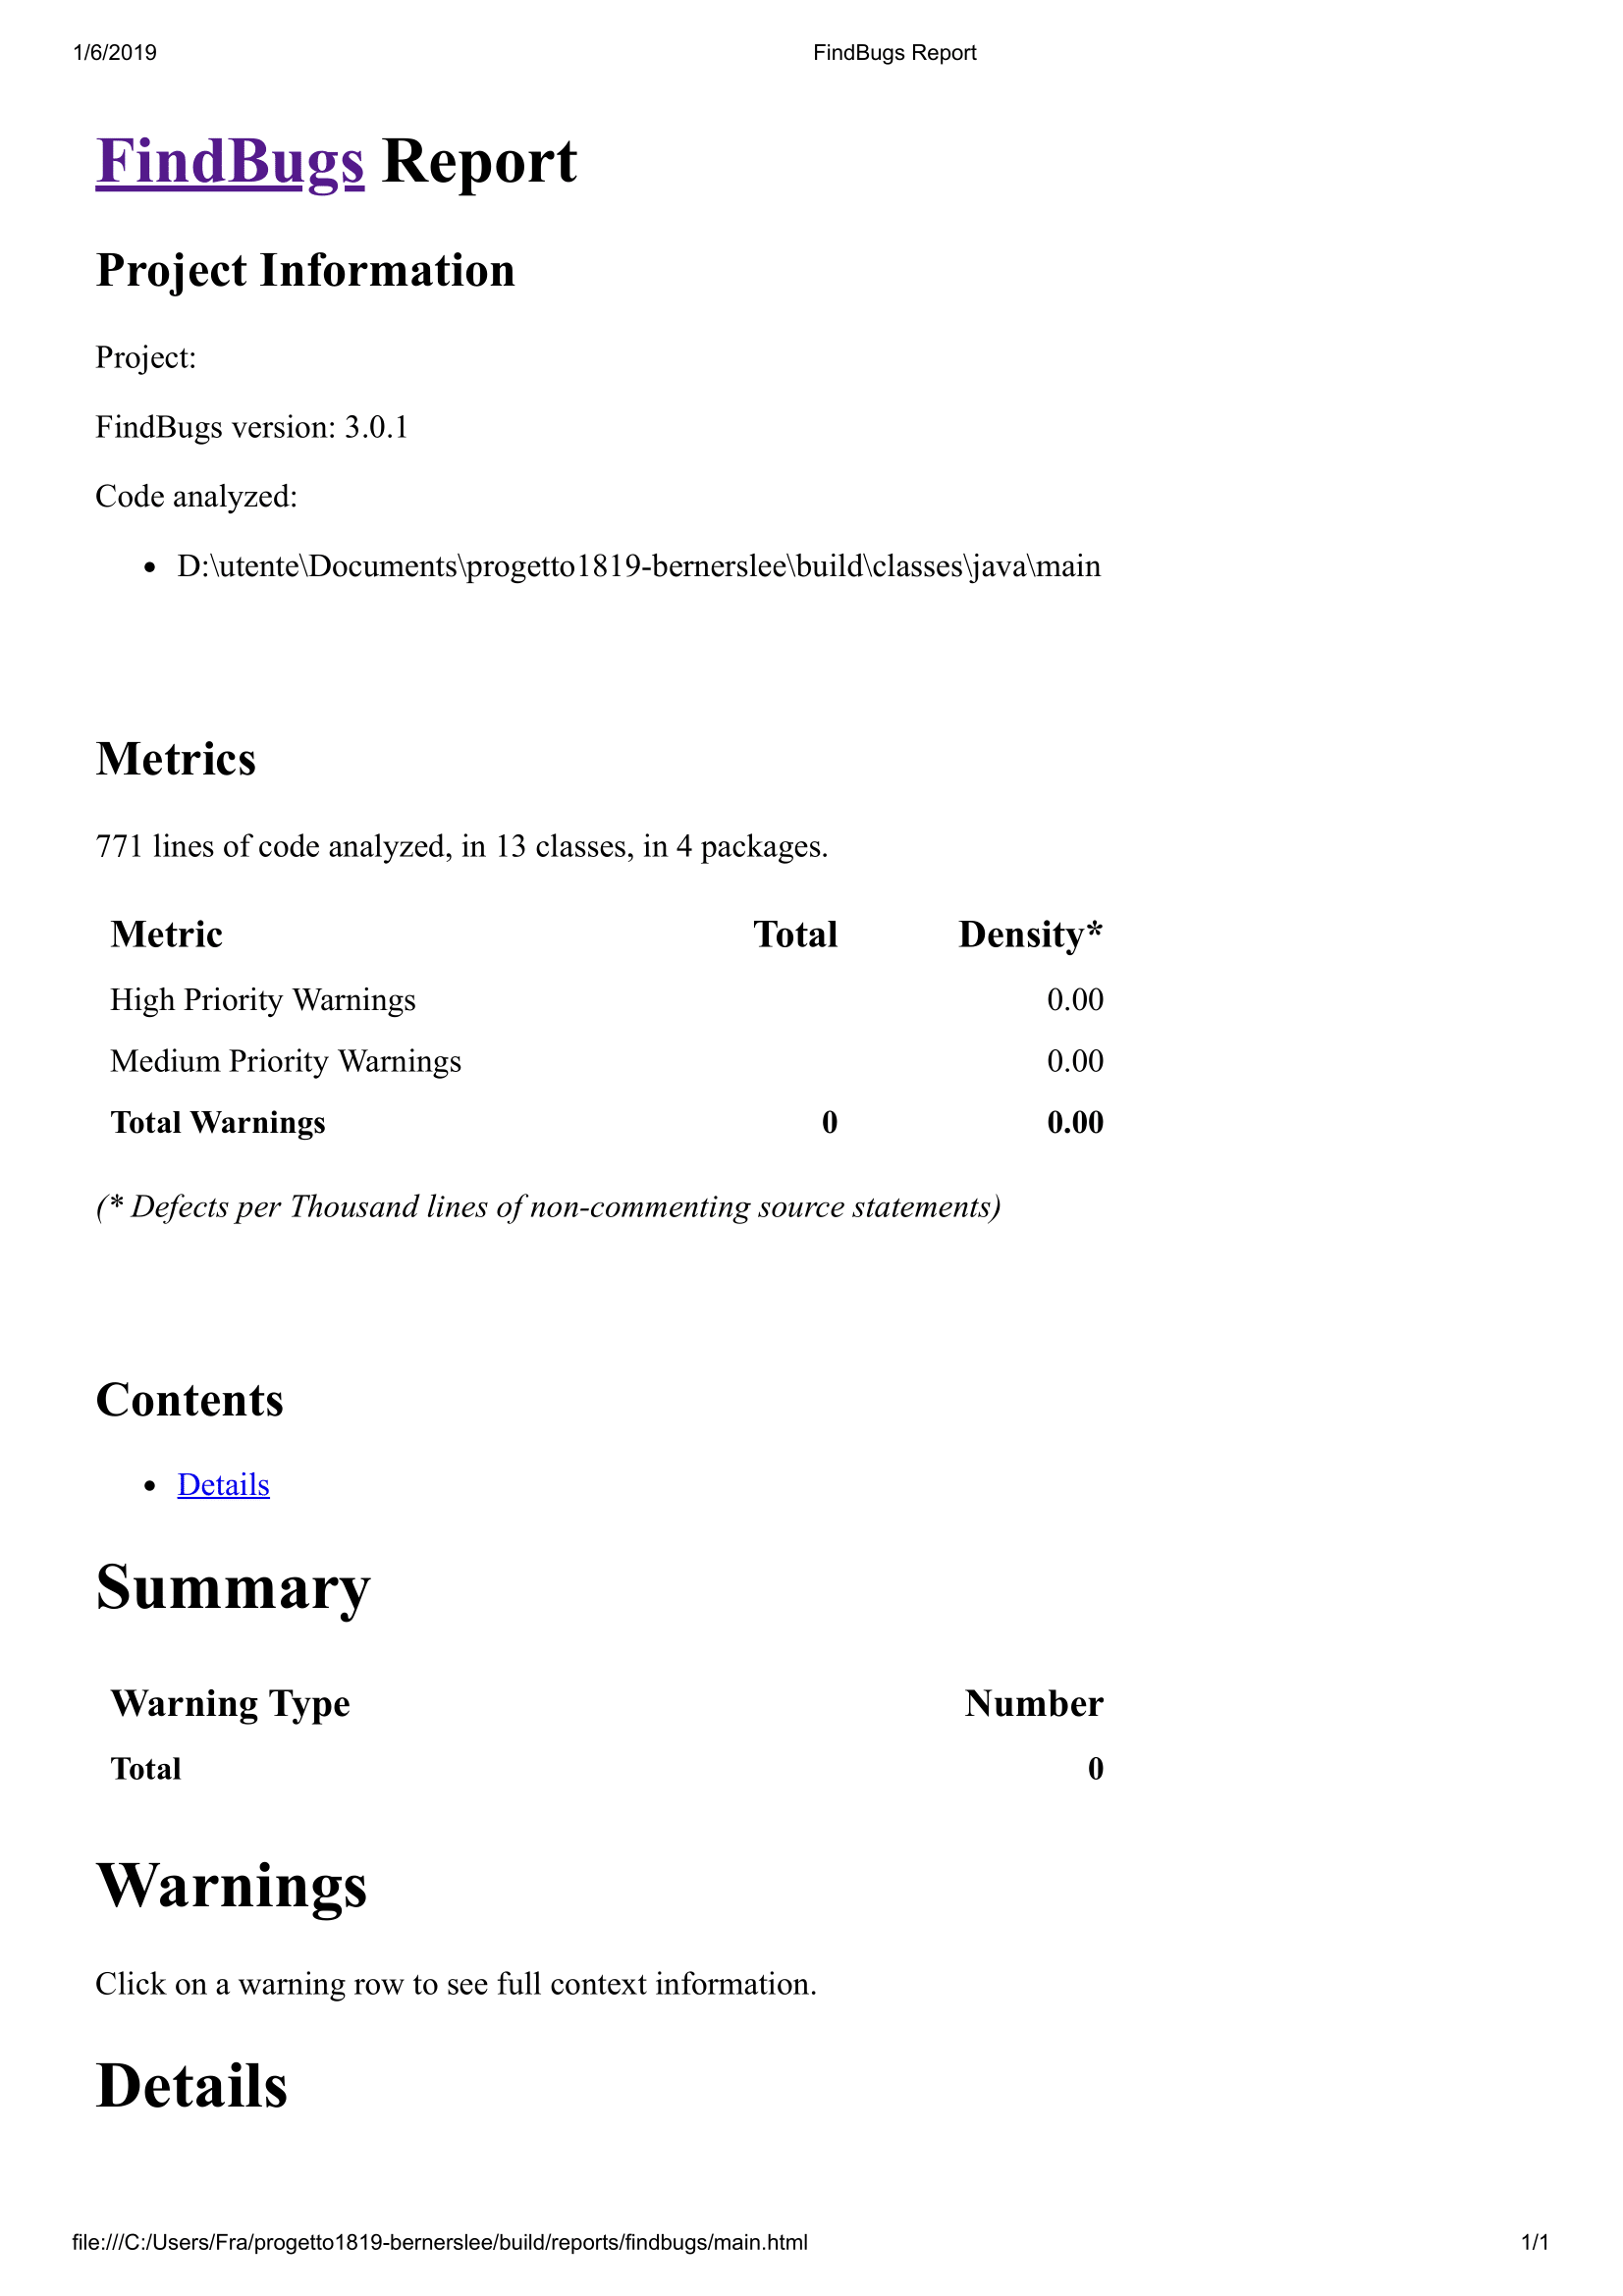 1/6/2019 FindBugs Report
FindBugs Report
Project Information
Project:
FindBugs version: 3.0.1
Code analyzed:
• D:\utente\Documents\progetto1819-bernerslee\build\classes\java\main
Metrics
771 lines of code analyzed, in 13 classes, in 4 packages.
Metric Total Density*
High Priority Warnings 0.00
Medium Priority Warnings 0.00
Total Warnings 0 0.00
(* Defects per Thousand lines of non-commenting source statements)
Contents
• Details
Summary
Warning Type Number
Total 0
Warnings
Click on a warning row to see full context information.
Details
file:///C:/Users/Fra/progetto1819-bernerslee/build/reports/findbugs/main.html 1/1